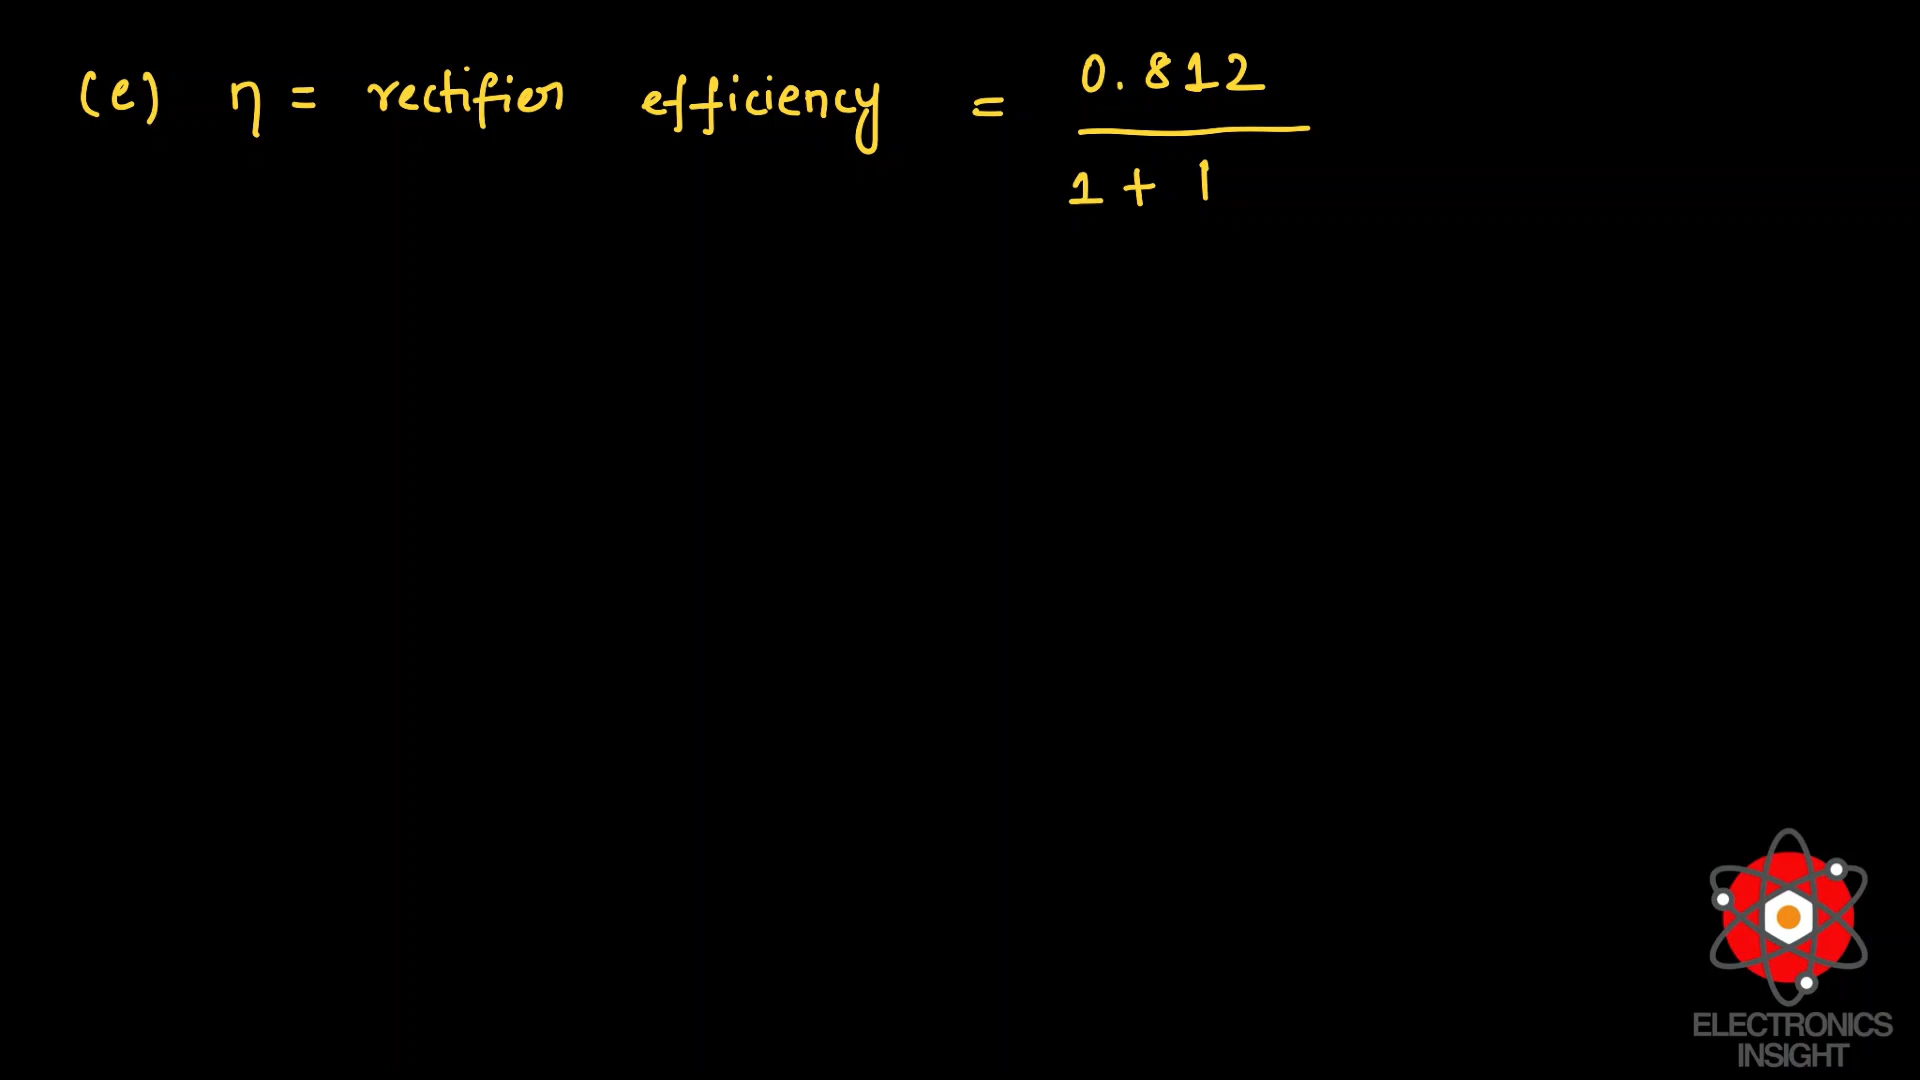 (e) η = rectifier efficiency = 0.812
1 + 1
ELECTRONICS
INSIGHT